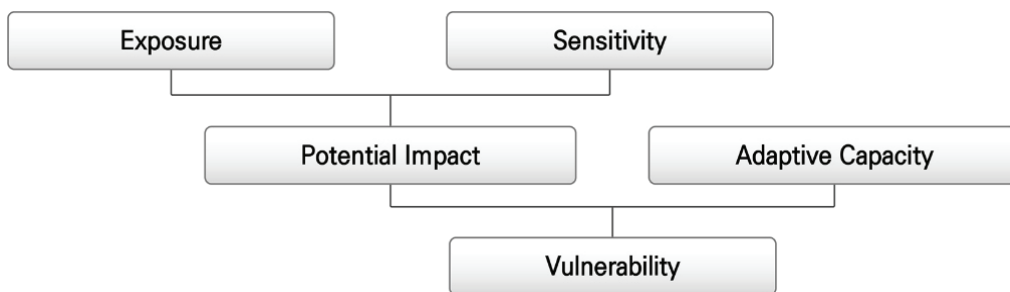 Exposure
Sensitivity
Potential Impact
Adaptive Capacity
Vulnerability